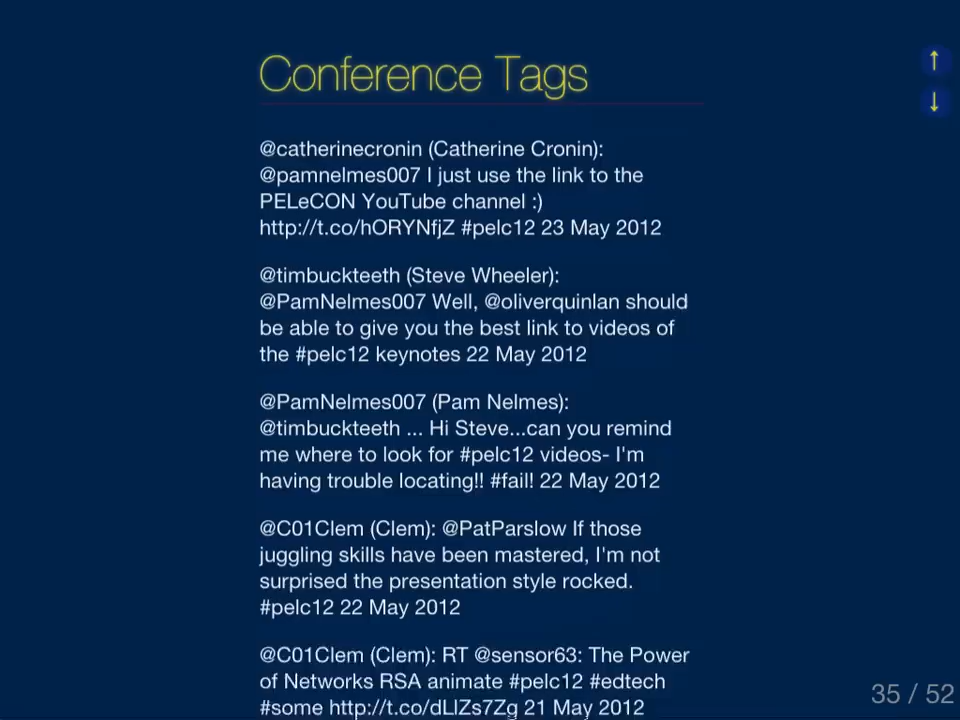 Conference Tags
↑
↓
@catherinecronin (Catherine Cronin):
@pamnelmes007 I just use the link to the
PELeCON YouTube channel :)
http://t.co/hORYNfjZ #pelc12 23 May 2012
@timbuckteeth (Steve Wheeler):
@PamNelmes007 Well, @oliverquinlan should
be able to give you the best link to videos of
the #pelc12 keynotes 22 May 2012
@PamNelmes007 (Pam Nelmes):
@timbuckteeth ... Hi Steve...can you remind
me where to look for #pelc12 videos- I'm
having trouble locating!! #fail! 22 May 2012
@C01Clem (Clem): @PatParslow If those
juggling skills have been mastered, I'm not
surprised the presentation style rocked.
#pelc12 22 May 2012
@C01Clem (Clem): RT @sensor63: The Power
of Networks RSA animate #pelc12 #edtech
#some http://t.co/dLlZs7Zg 21 May 2012
35 / 52